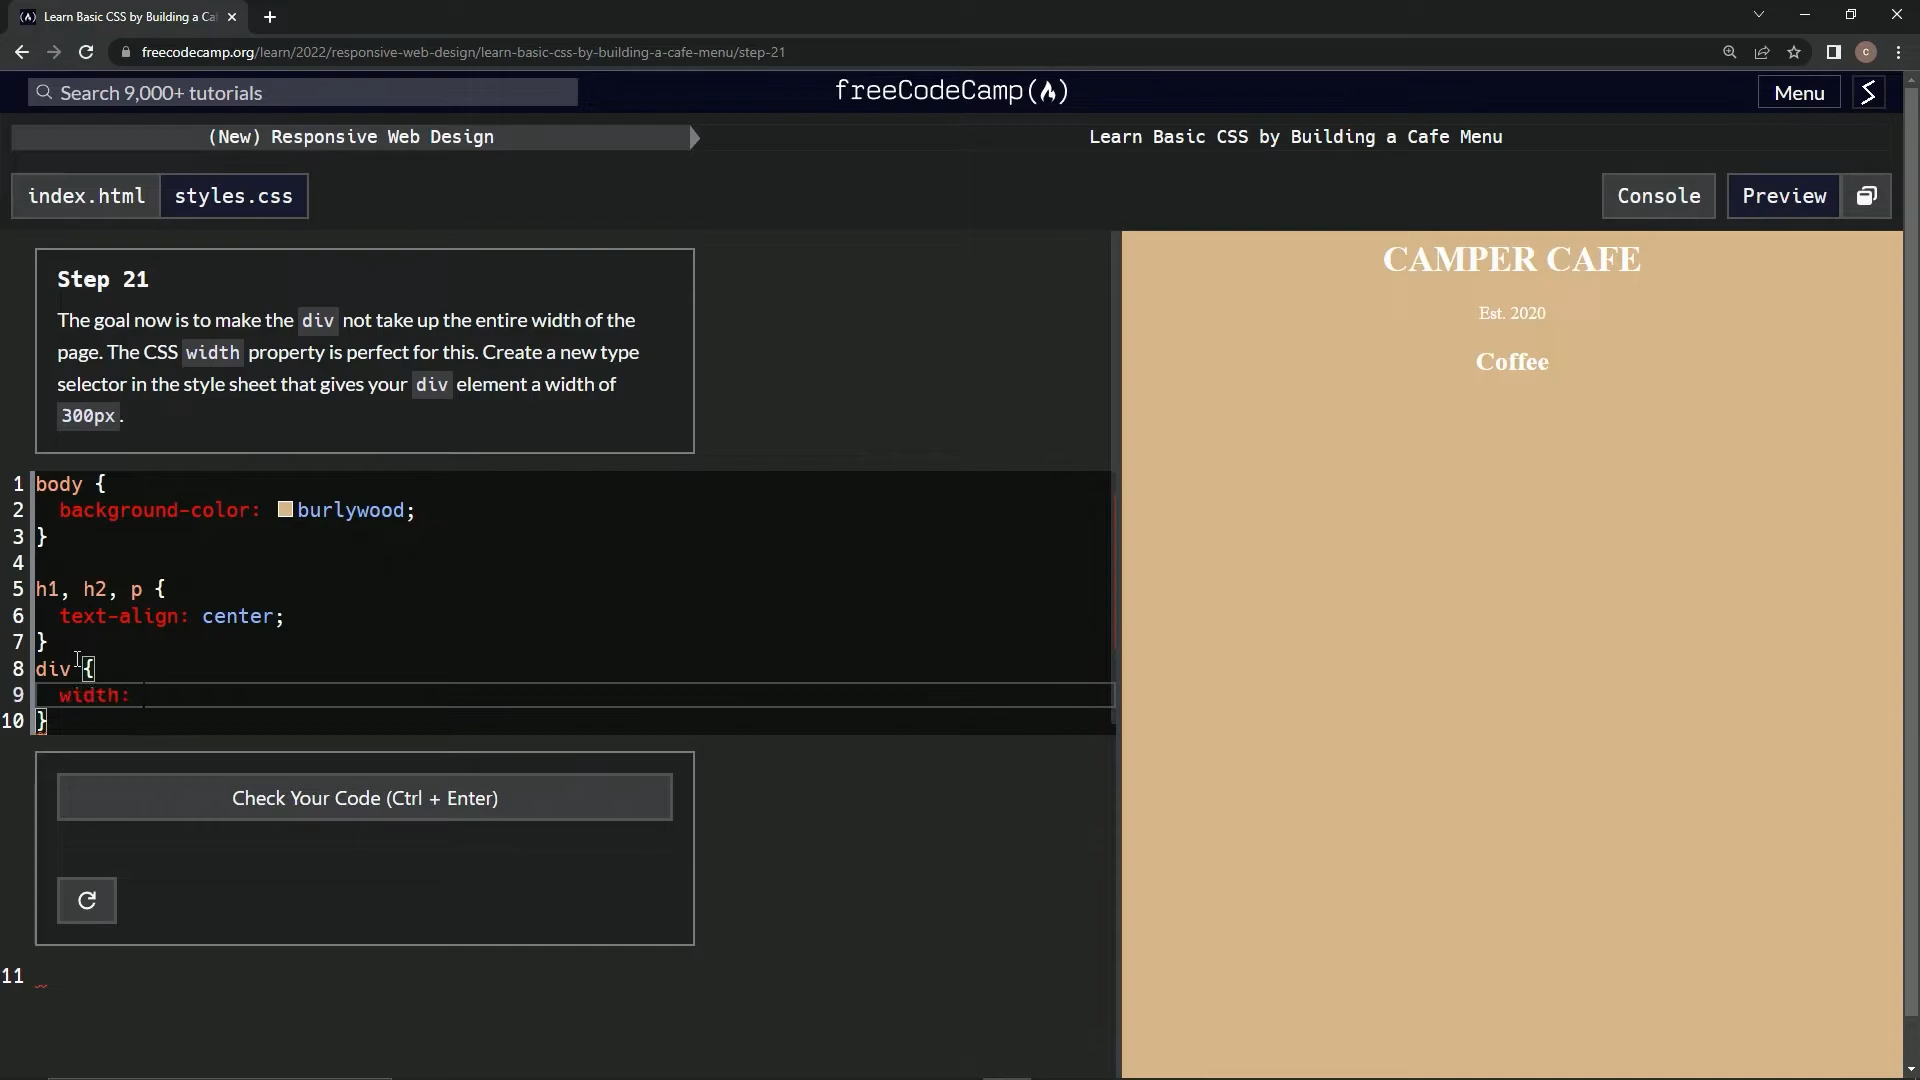 Learn Basic CSS by Building a Ca
freecodecamp.org/learn/2022/responsive-web-design/learn-basic-css-by-building-a-cafe-menu/step-21
c
Search 9,000+ tutorials
freeCodeCamp
Menu
(New) Responsive Web Design
Learn Basic CSS by Building a Cafe Menu
index.html
styles.css
Console
Preview
Step 21
The goal now is to make the div not take up the entire width of the
page. The CSS width property is perfect for this. Create a new type
selector in the style sheet that gives your div element a width of
300px.
1 body {
2 background-color: burlywood;
3 }
4
5 h1, h2, p {
6 text-align: center;
7 }
8 div {
9 width:
10 }
Check Your Code (Ctrl + Enter)
11
CAMPER CAFE
Est. 2020
Coffee